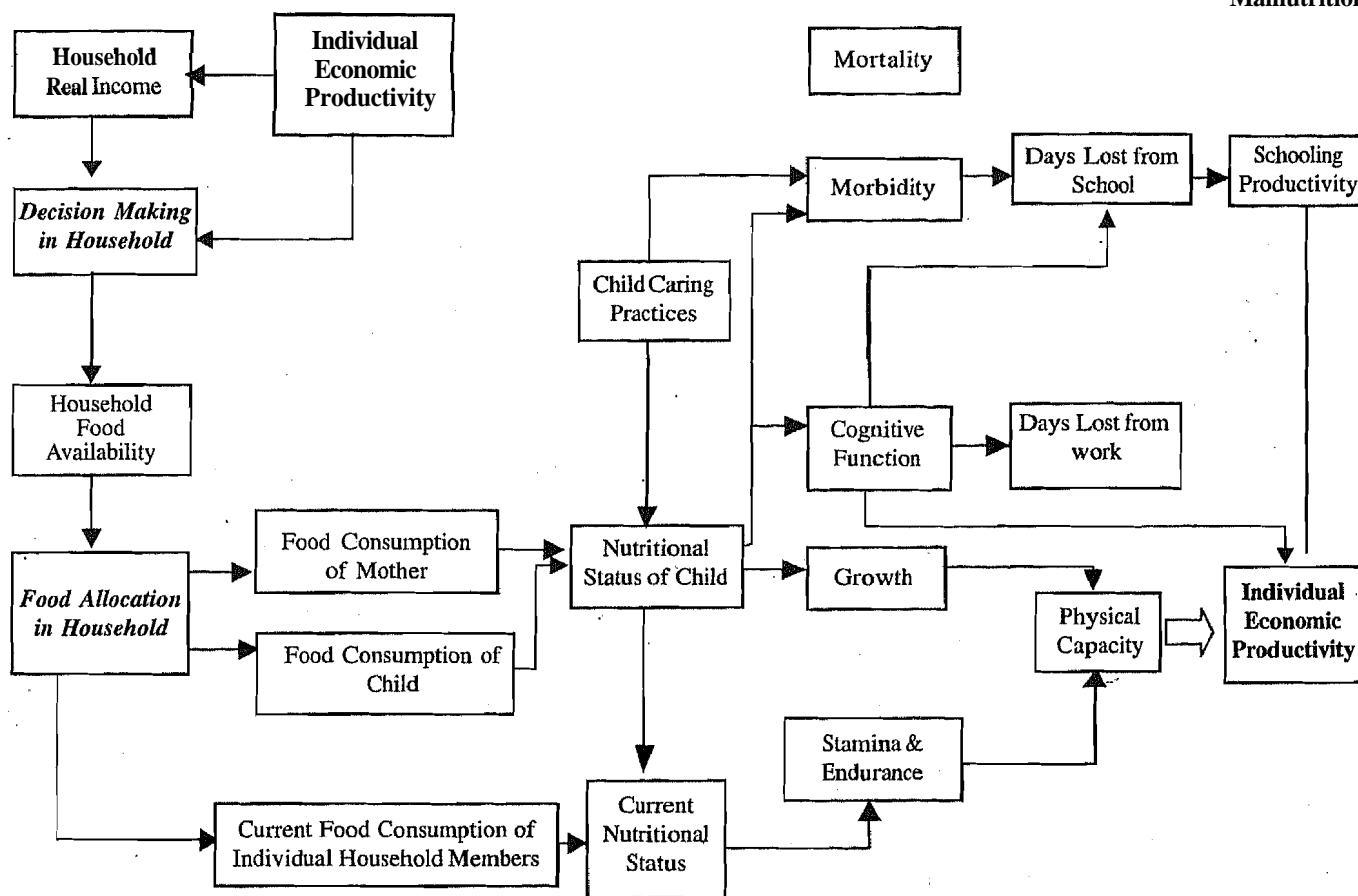 Malnutrition
Household
Real Income
Individual
Economic
Productivity
Mortality
Decision Making
in Household
Morbidity
Days Lost from
School
Schooling
Productivity
Child Caring
Practices
Household
Food
Availability
Cognitive
Function
Days Lost from
work
Food Allocation
in Household
Food Consumption
of Mother
Food Consumption of
Child
Nutritional
Status of Child
Growth
Physical
Capacity
Individual
Economic
Productivity
Stamina &
Endurance
Current Food Consumption of
Individual Household Members
Current
Nutritional
Status